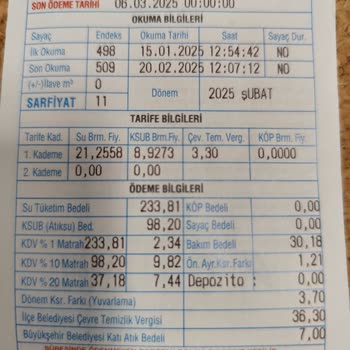 SON ÖDEME TARİHİ 06.03.2025 00:00:00
OKUMA BİLGİLERİ
Sayaç Endeks Okuma Tarihi Saat Sayaç Dur.
İlk Okuma 498 15.01.2025 12:54:42 NO
Son Okuma 509 20.02.2025 12:07:12 NO
(+/-)İlave m³ 0
Dönem 2025 ŞUBAT
SARFİYAT 11
TARİFE BİLGİLERİ
Tarife Kad. Su Brm. Fiy. KSUB Brm.Fiy. Çev. Tem. Verg. KÖP Brm. Fiy.
1. Kademe 21,2558 8,9273 3,30 0,0000
2. Kademe 0,00 0,00
ÖDEME BİLGİLERİ
Su Tüketim Bedeli 233,81 KÖP Bedeli 0,00
KSUB (Atıksu) Bed. 98,20 Sayaç Bedeli 0,00
KDV % 1 Matrah 233,81 2,34 Bakım Bedeli 30,18
KDV % 10 Matrah 98,20 9,82 Ön. Ayr.Ksr. Farkı 1,21
KDV % 20 Matrah 37,18 7,44 Depozito : 0,00
Dönem Ksr. Farkı (Yuvarlama) 3,70
İlçe Belediyesi Çevre Temizlik Vergisi 36,30
Büyükşehir Belediyesi Katı Atık Bedeli 7,00